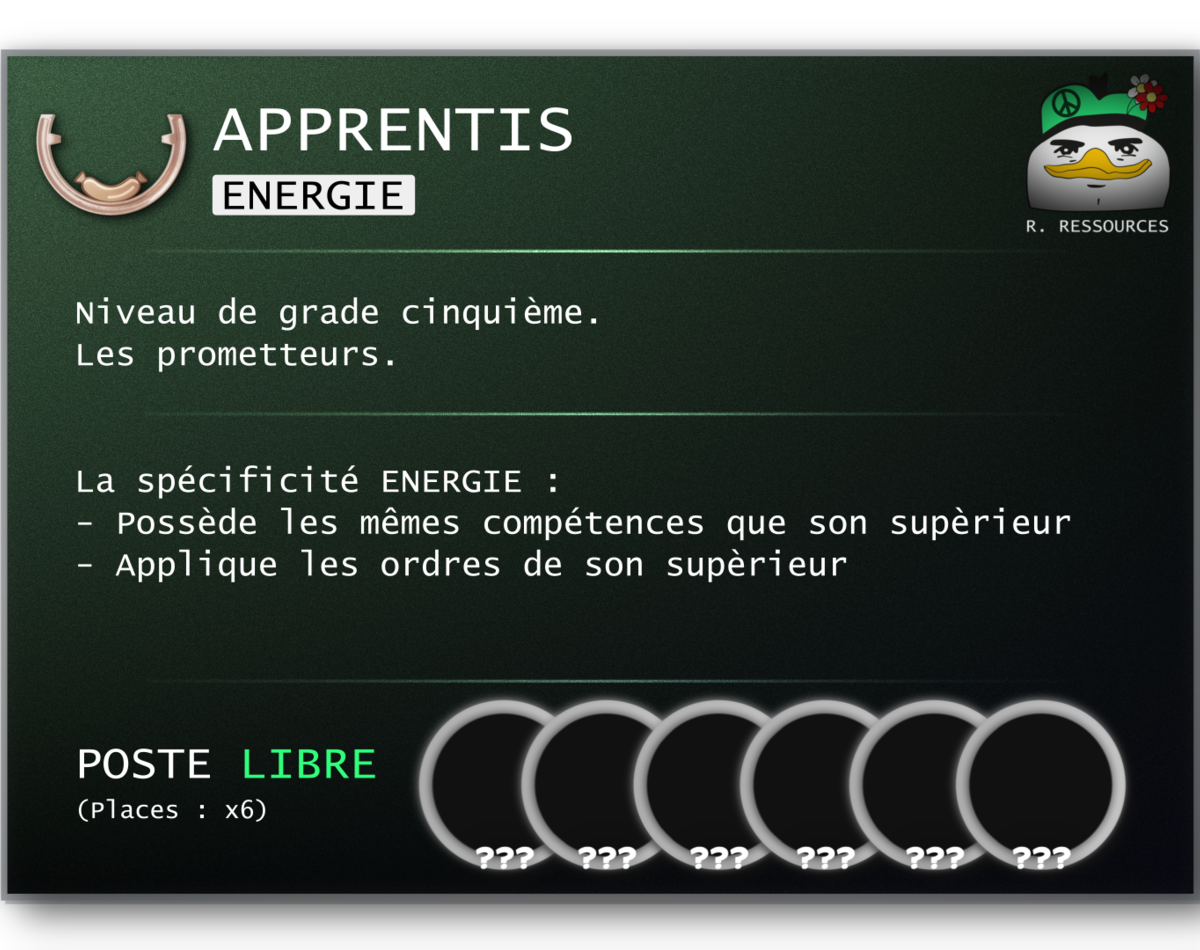 APPRENTIS
ENERGIE
R. RESSOURCES
Niveau de grade cinquième.
Les prometteurs.
La spécificité ENERGIE :
- Possède les mêmes compétences que son supèrieur
- Applique les ordres de son supèrieur
POSTE LIBRE
(Places : x6)
??? ??? ??? ??? ??? ???